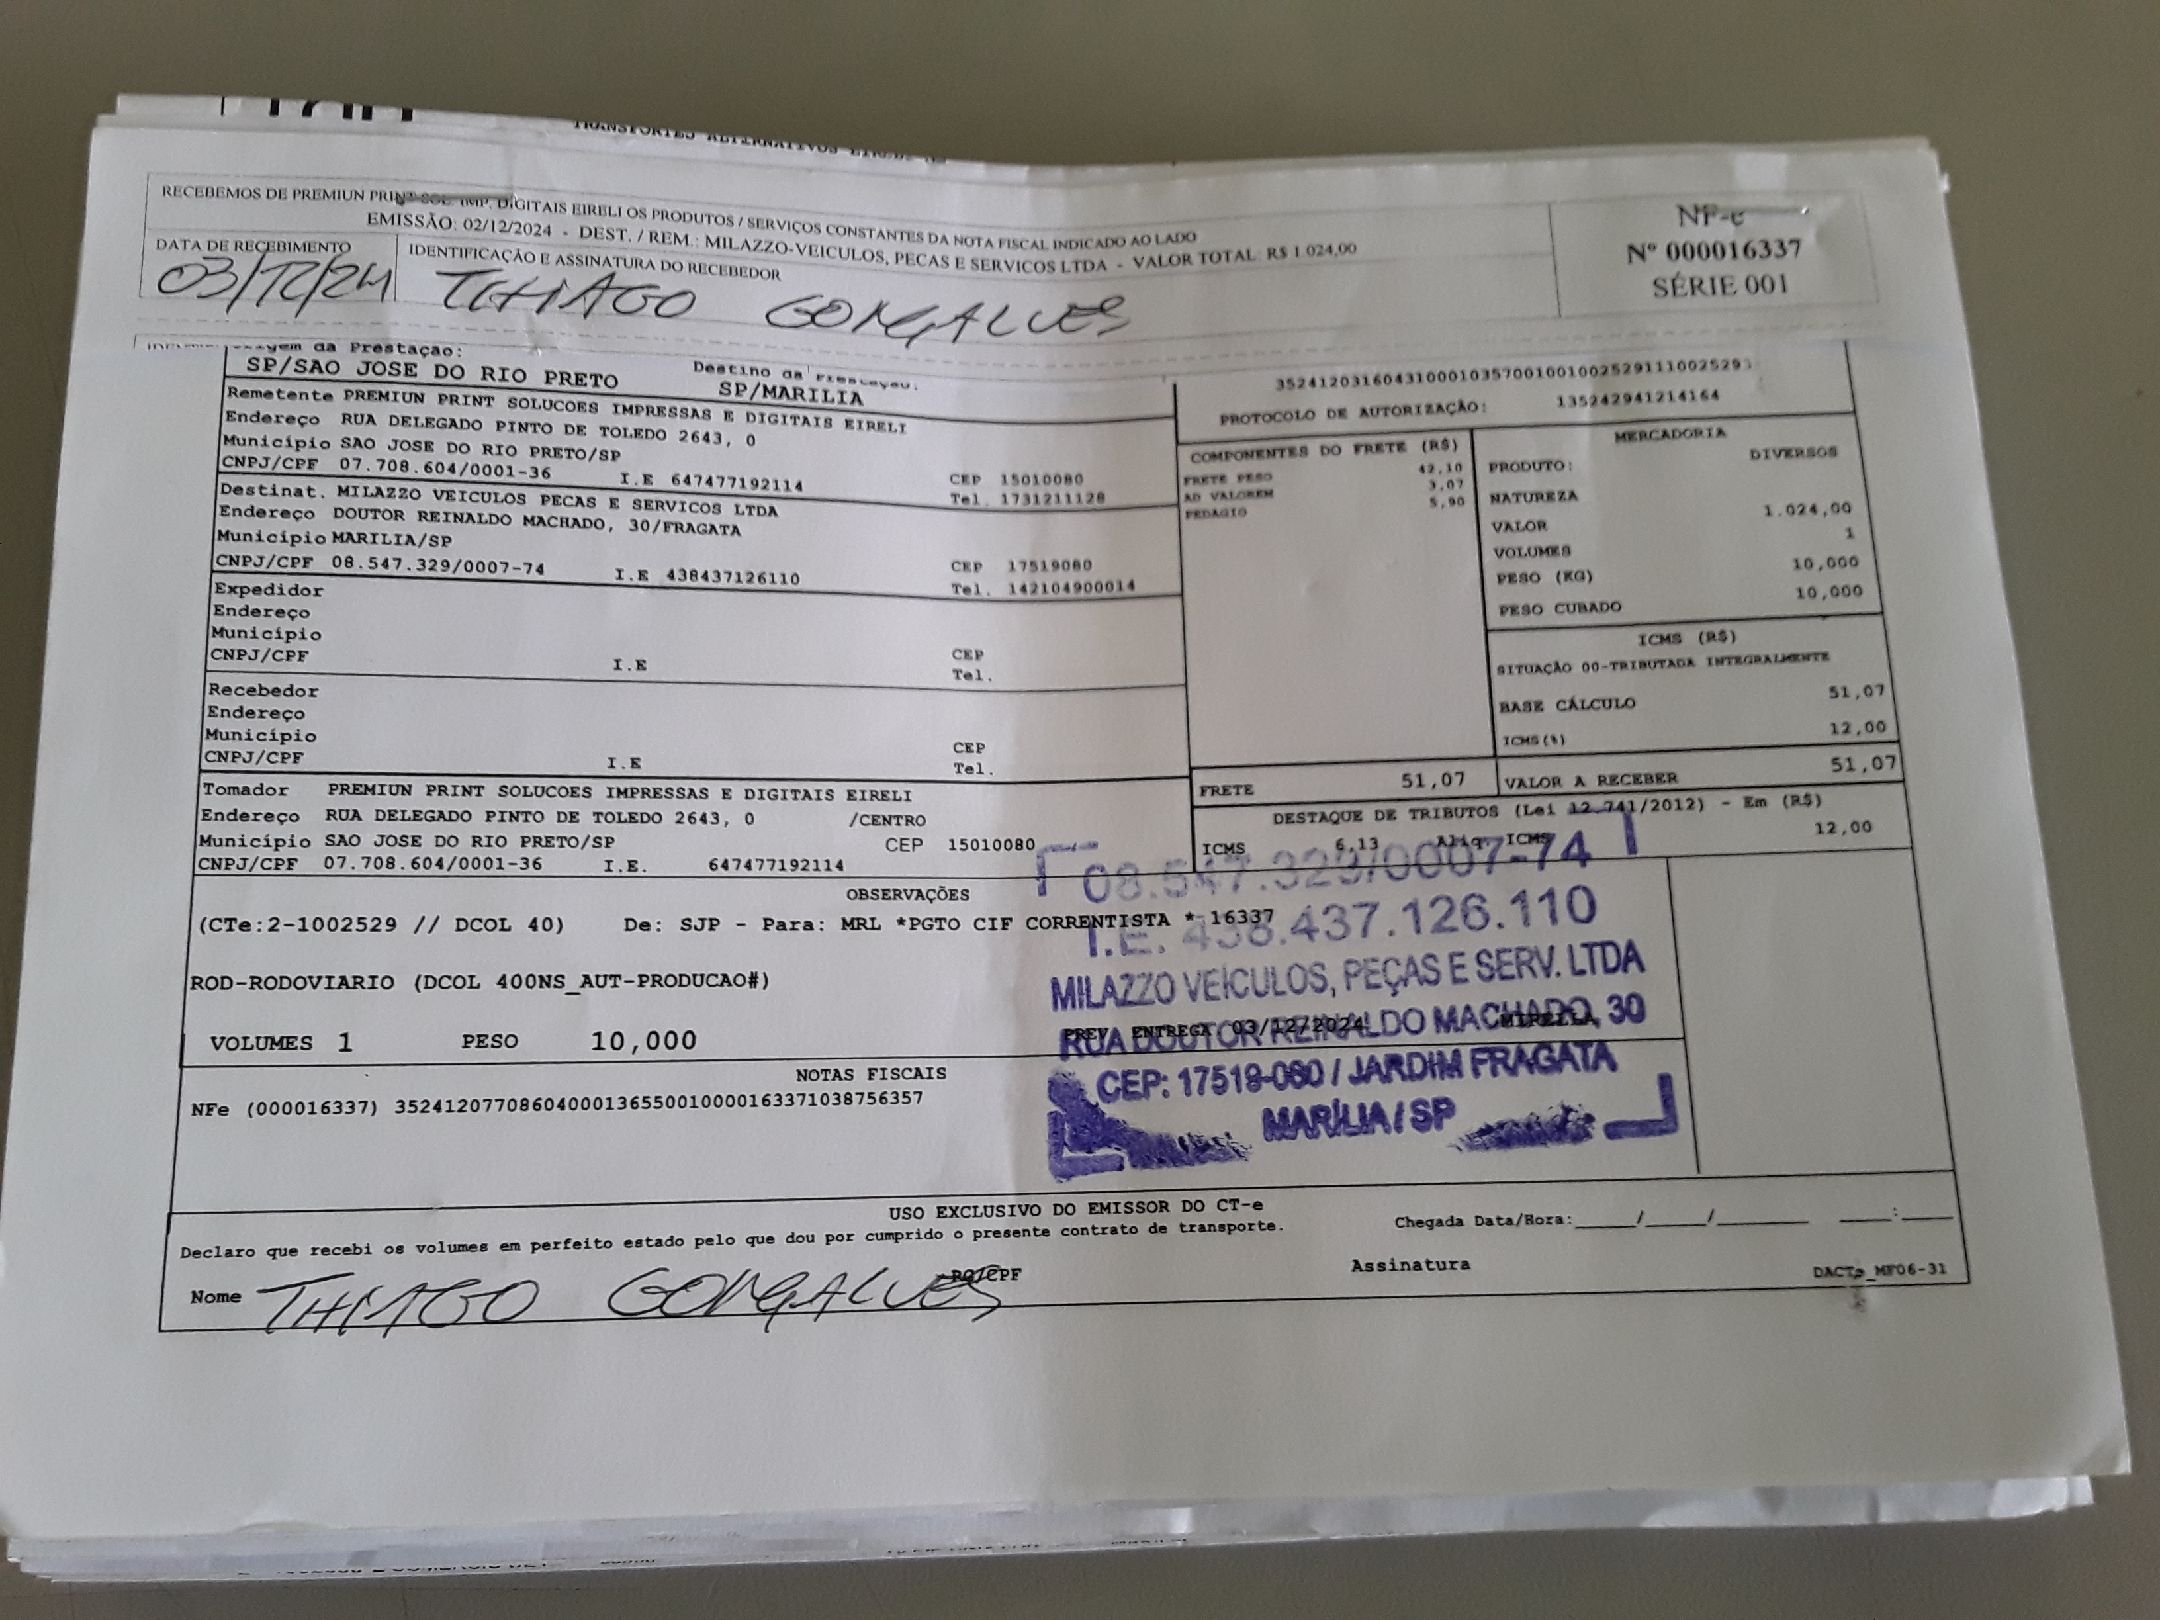 TRANSPORTES ALTERNATIVOS
RECEBEMOS DE PREMIUN PRINT SOL. IMP. DIGITAIS EIRELI OS PRODUTOS / SERVIÇOS CONSTANTES DA NOTA FISCAL INDICADO AO LADO
EMISSÃO: 02/12/2024 - DEST. / REM.: MILAZZO-VEICULOS, PECAS E SERVICOS LTDA - VALOR TOTAL: R$ 1 024,00
NF-e
Nº 000016337
SÉRIE 001
DATA DE RECEBIMENTO
IDENTIFICAÇÃO E ASSINATURA DO RECEBEDOR
03/12/24 THIAGO GONÇALVES
Origem da Prestação:
SP/SAO JOSE DO RIO PRETO
Destino da Prestação:
SP/MARILIA
Remetente PREMIUN PRINT SOLUCOES IMPRESSAS E DIGITAIS EIRELI
Endereço RUA DELEGADO PINTO DE TOLEDO 2643, 0
Município SAO JOSE DO RIO PRETO/SP
CNPJ/CPF 07.708.604/0001-36 I.E 647477192114
CEP 15010080
Tel. 1731211128
Destinat. MILAZZO VEICULOS PECAS E SERVICOS LTDA
Endereço DOUTOR REINALDO MACHADO, 30/FRAGATA
Município MARILIA/SP
CNPJ/CPF 08.547.329/0007-74 I.E 438437126110
CEP 17519080
Tel. 142104900014
Expedidor
Endereço
Município
CNPJ/CPF I.E
CEP
Tel.
Recebedor
Endereço
Município
CNPJ/CPF I.E
CEP
Tel.
Tomador PREMIUN PRINT SOLUCOES IMPRESSAS E DIGITAIS EIRELI
Endereço RUA DELEGADO PINTO DE TOLEDO 2643, 0 /CENTRO
Município SAO JOSE DO RIO PRETO/SP CEP 15010080
CNPJ/CPF 07.708.604/0001-36 I.E. 647477192114
PROTOCOLO DE AUTORIZAÇÃO: 135242941214164
COMPONENTES DO FRETE (R$)
FRETE PESO 42,10
AD VALOREM 3,07
PEDAGIO 5,90
MERCADORIA
PRODUTO: DIVERSOS
NATUREZA
VALOR 1.024,00
VOLUMES 1
PESO (KG) 10,000
PESO CUBADO 10,000
ICMS (R$)
SITUAÇÃO 00-TRIBUTADA INTEGRALMENTE
BASE CÁLCULO 51,07
ICMS(%) 12,00
FRETE 51,07
VALOR A RECEBER 51,07
DESTAQUE DE TRIBUTOS (Lei 12.741/2012) - Em (R$)
ICMS 6,13 Aliq. ICMS 12,00
OBSERVAÇÕES
(CTe:2-1002529 // DCOL 40) De: SJP - Para: MRL *PGTO CIF CORRENTISTA * 16337
ROD-RODOVIARIO (DCOL 400NS_AUT-PRODUCAO#)
VOLUMES 1 PESO 10,000
PREV. ENTREGA 03/12/2024 MIRELLA
08.547.329/0007-74
I.E. 438.437.126.110
MILAZZO VEÍCULOS, PEÇAS E SERV. LTDA
RUA DOUTOR REINALDO MACHADO, 30
CEP: 17519-080 / JARDIM FRAGATA
MARÍLIA / SP
NOTAS FISCAIS
NFe (000016337) 35241207708604000136550010000163371038756357
USO EXCLUSIVO DO EMISSOR DO CT-e
Declaro que recebi os volumes em perfeito estado pelo que dou por cumprido o presente contrato de transporte.
Chegada Data/Hora:_____/_____/________ ____:____
Nome THIAGO GONÇALVES
RG/CPF
Assinatura
DACTe_MF06-31